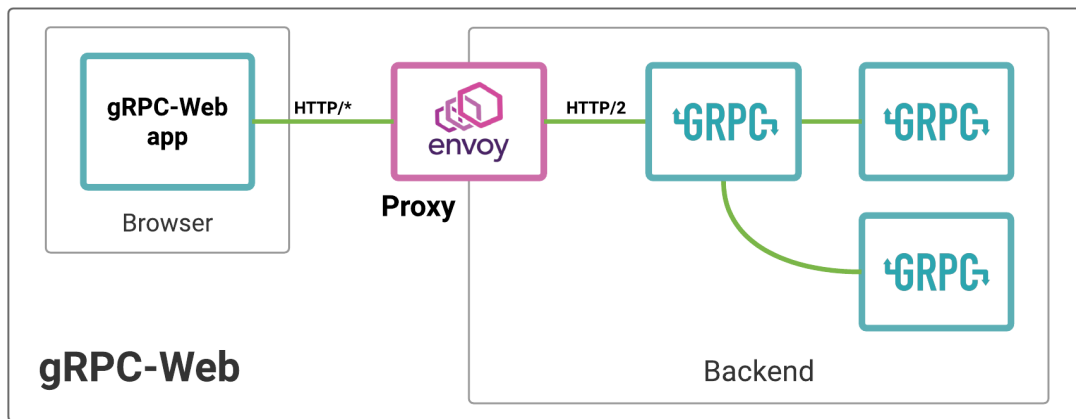 gRPC-Web
app
Browser
HTTP/*
envoy
Proxy
HTTP/2
GRPC
GRPC
GRPC
Backend
gRPC-Web